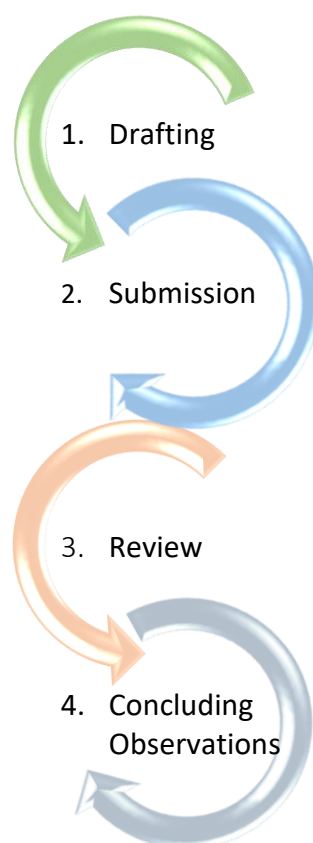 1. Drafting
2. Submission
3. Review
4. Concluding
Observations